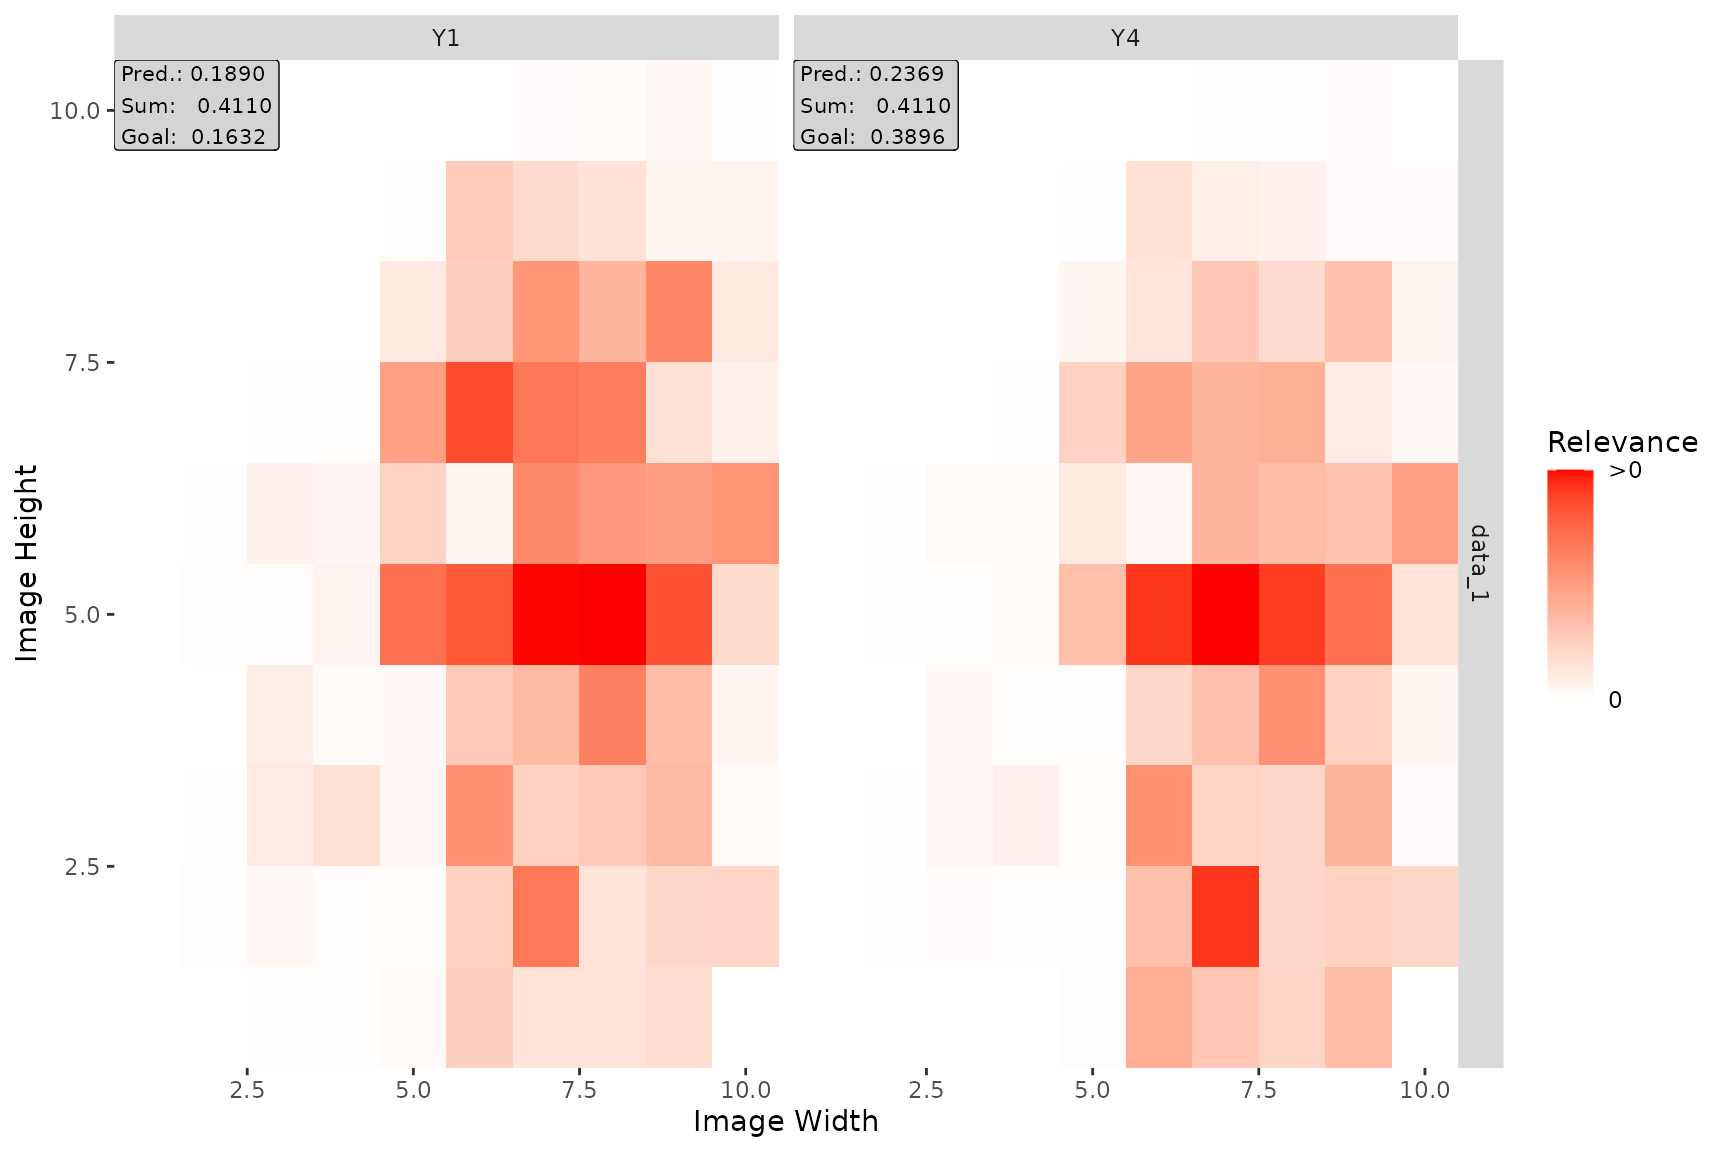 Y1
Y4
Pred.: 0.1890
Sum: 0.4110
Goal: 0.1632
Pred.: 0.2369
Sum: 0.4110
Goal: 0.3896
10.0
7.5
5.0
2.5
Image Height
data_1
Relevance
>0
0
2.5 5.0 7.5 10.0
2.5 5.0 7.5 10.0
Image Width